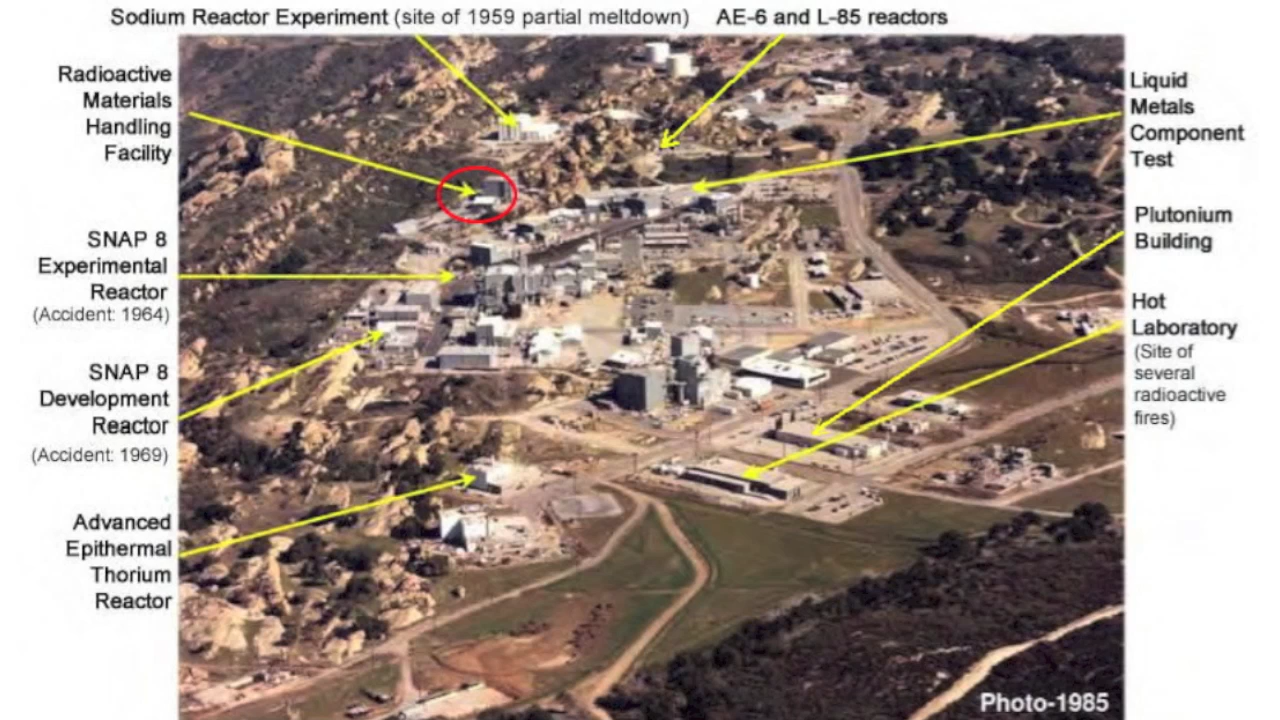 Sodium Reactor Experiment (site of 1959 partial meltdown)
AE-6 and L-85 reactors
Radioactive
Materials
Handling
Facility
SNAP 8
Experimental
Reactor
(Accident: 1964)
SNAP 8
Development
Reactor
(Accident: 1969)
Advanced
Epithermal
Thorium
Reactor
Liquid
Metals
Component
Test
Plutonium
Building
Hot
Laboratory
(Site of
several
radioactive
fires)
Photo-1985